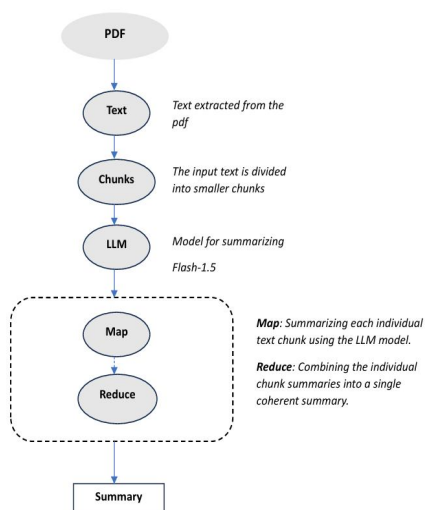 PDF
Text
Text extracted from the
pdf
Chunks
The input text is divided
into smaller chunks
LLM
Model for summarizing
Flash-1.5
Map
Map: Summarizing each individual
text chunk using the LLM model.
Reduce
Reduce: Combining the individual
chunk summaries into a single
coherent summary.
Summary